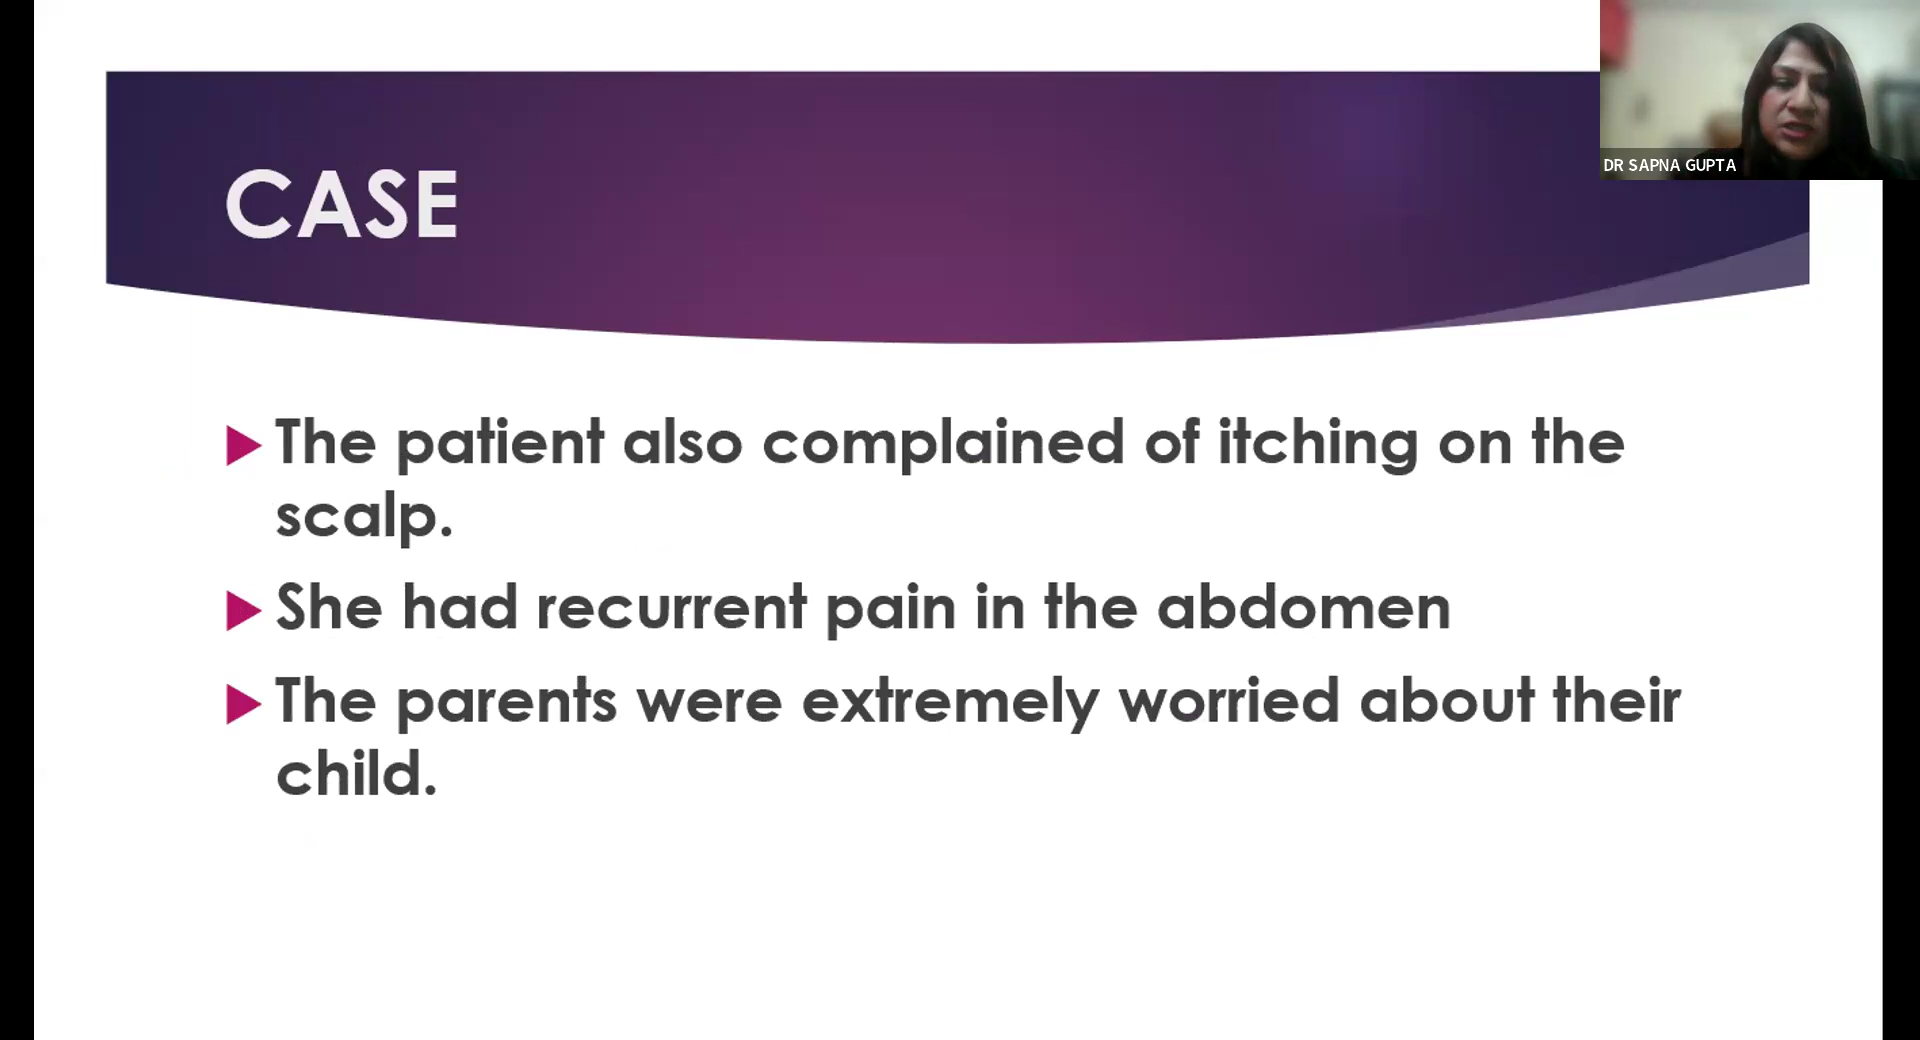 DR SAPNA GUPTA
CASE
The patient also complained of itching on the
scalp.
She had recurrent pain in the abdomen
The parents were extremely worried about their
child.